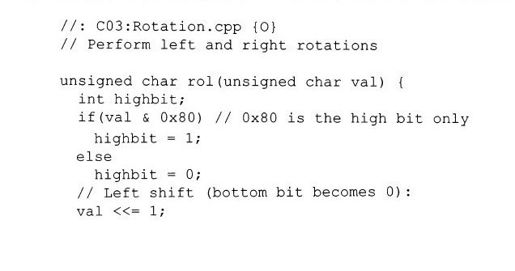 //: C03:Rotation.cpp {O}
// Perform left and right rotations

unsigned char rol(unsigned char val) {
  int highbit;
  if(val & 0x80) // 0x80 is the high bit only
    highbit = 1;
  else
    highbit = 0;
  // Left shift (bottom bit becomes 0):
  val <<= 1;